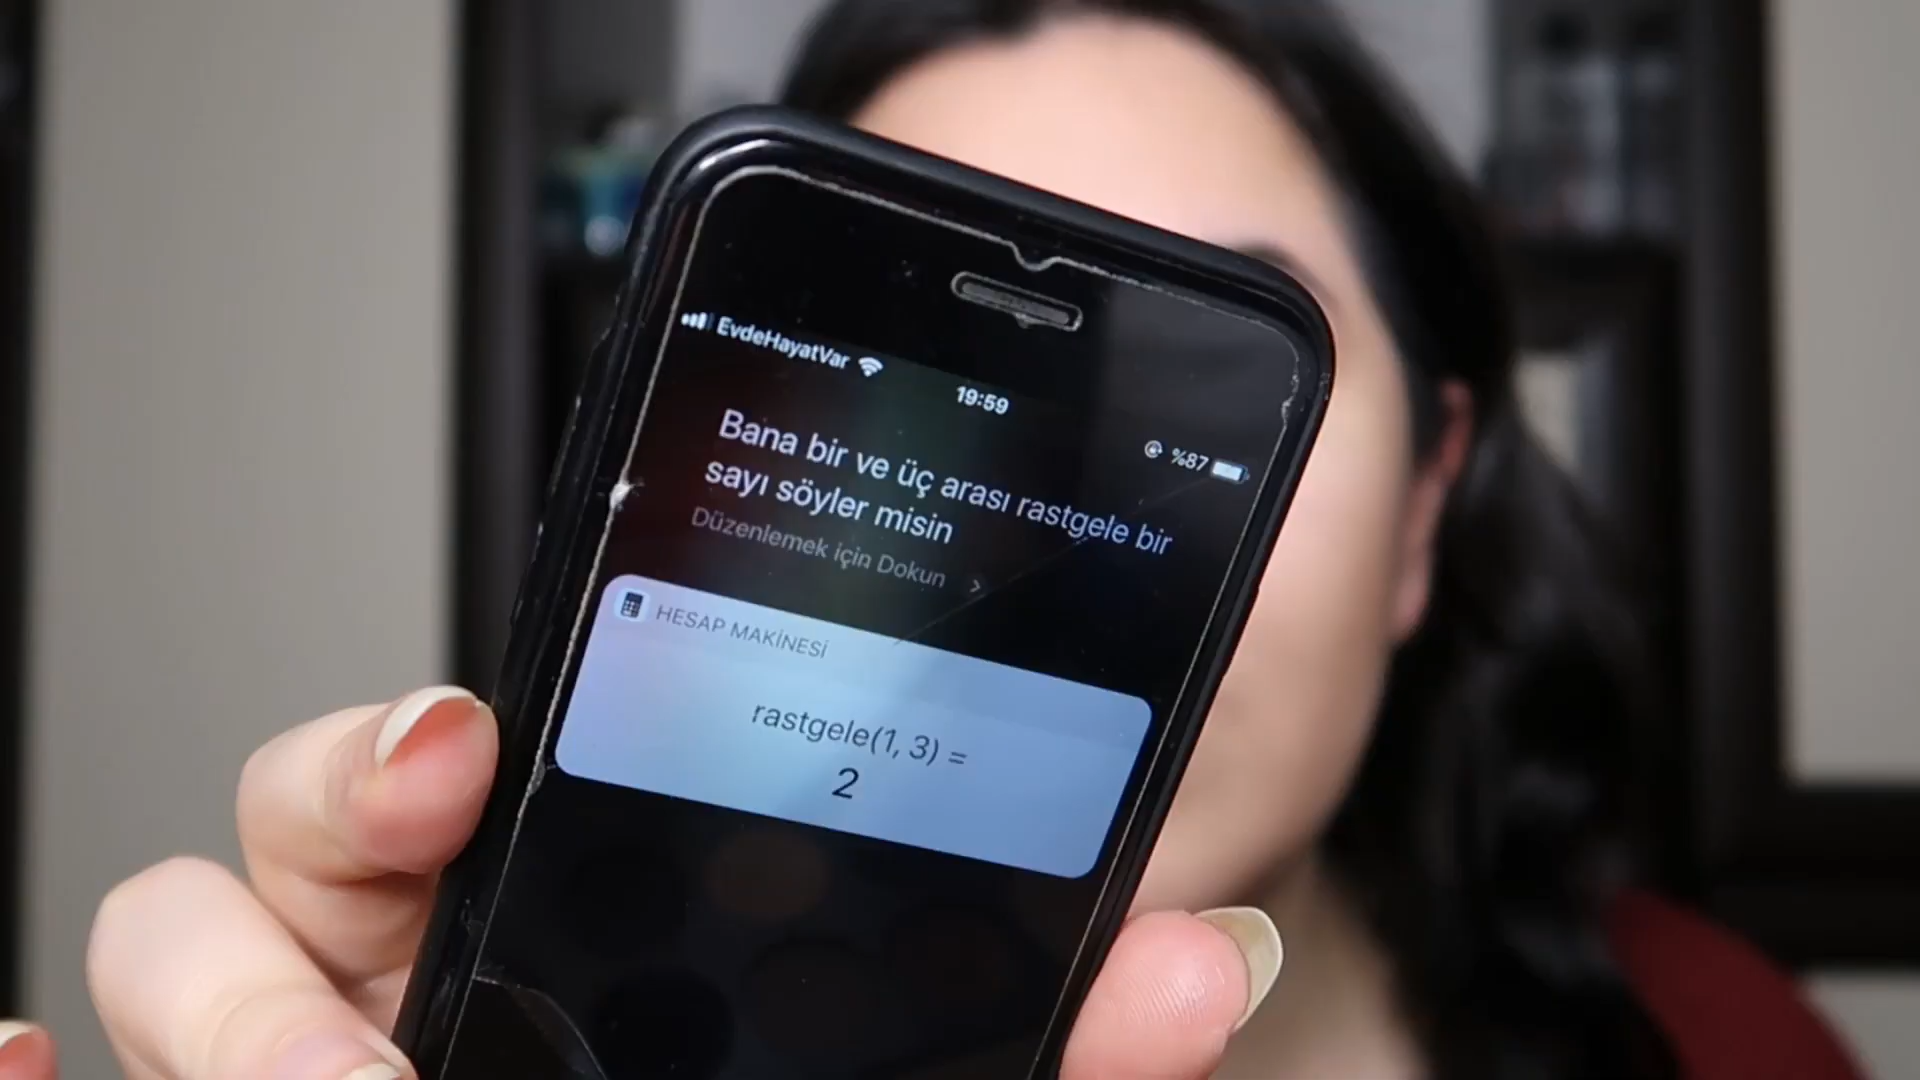 EvdeHayatVar
19:59
%87
Bana bir ve üç arası rastgele bir
sayı söyler misin
Düzenlemek için Dokun >
HESAP MAKİNESİ
rastgele(1, 3) =
2